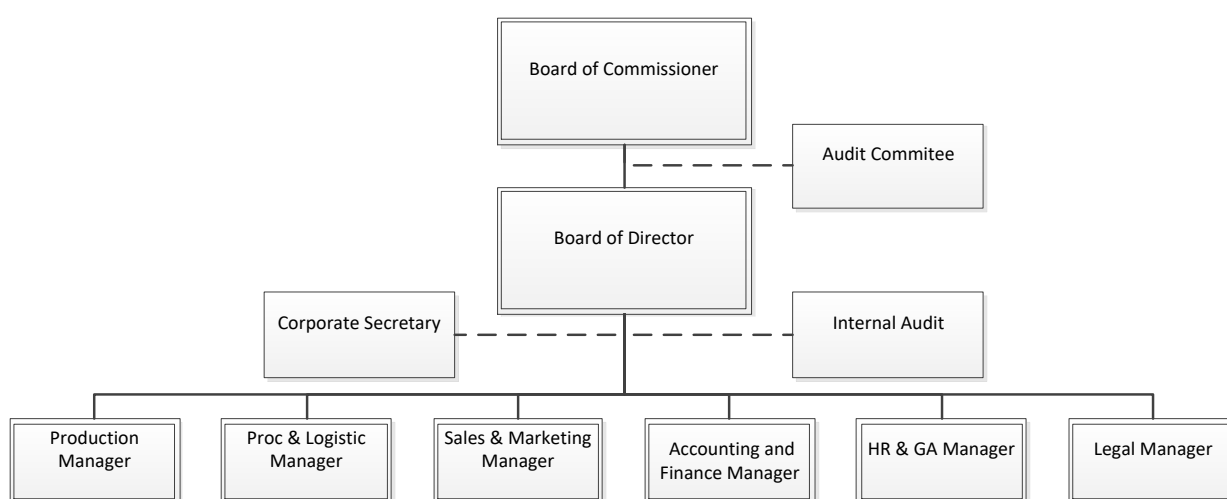 Board of Commissioner
Audit Commitee
Board of Director
Corporate Secretary
Internal Audit
Production
Manager
Proc & Logistic
Manager
Sales & Marketing
Manager
Accounting and
Finance Manager
HR & GA Manager
Legal Manager